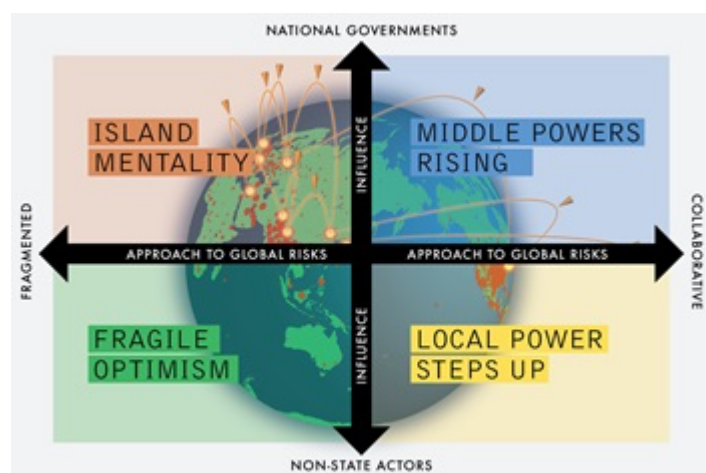 NATIONAL GOVERNMENTS
ISLAND
MENTALITY
INFLUENCE
MIDDLE POWERS
RISING
FRAGMENTED
APPROACH TO GLOBAL RISKS
APPROACH TO GLOBAL RISKS
COLLABORATIVE
FRAGILE
OPTIMISM
INFLUENCE
LOCAL POWER
STEPS UP
NON-STATE ACTORS